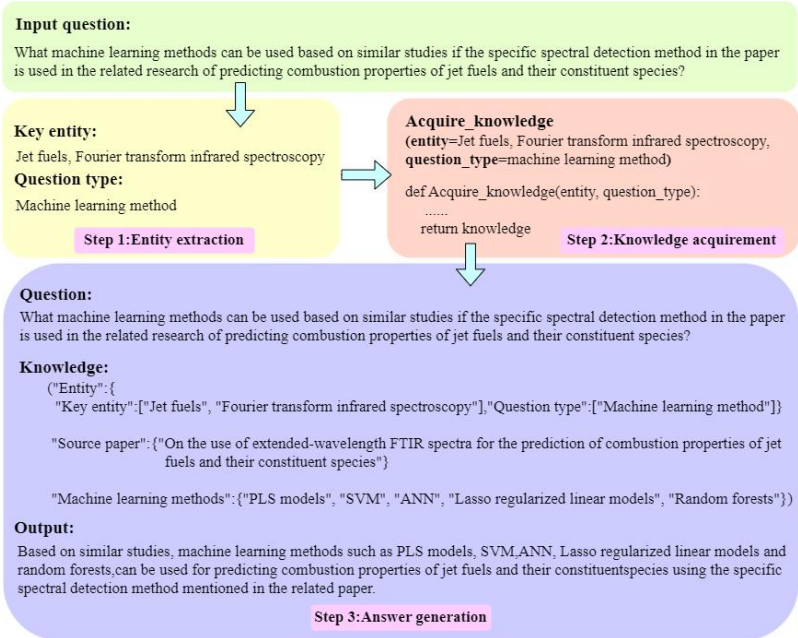 Input question:
What machine learning methods can be used based on similar studies if the specific spectral detection method in the paper
is used in the related research of predicting combustion properties of jet fuels and their constituent species?
Key entity:
Jet fuels, Fourier transform infrared spectroscopy
Question type:
Machine learning method
Step 1:Entity extraction
Acquire_knowledge
(entity=Jet fuels, Fourier transform infrared spectroscopy,
question_type=machine learning method)
def Acquire_knowledge(entity, question_type):
......
return knowledge
Step 2:Knowledge acquirement
Question:
What machine learning methods can be used based on similar studies if the specific spectral detection method in the paper
is used in the related research of predicting combustion properties of jet fuels and their constituent species?
Knowledge:
("Entity":{
"Key entity":["Jet fuels", "Fourier transform infrared spectroscopy"],"Question type":["Machine learning method"]}
"Source paper":{"On the use of extended-wavelength FTIR spectra for the prediction of combustion properties of jet
fuels and their constituent species"}
"Machine learning methods":{"PLS models", "SVM", "ANN", "Lasso regularized linear models", "Random forests"})
Output:
Based on similar studies, machine learning methods such as PLS models, SVM,ANN, Lasso regularized linear models and
random forests,can be used for predicting combustion properties of jet fuels and their constituentspecies using the specific
spectral detection method mentioned in the related paper.
Step 3:Answer generation